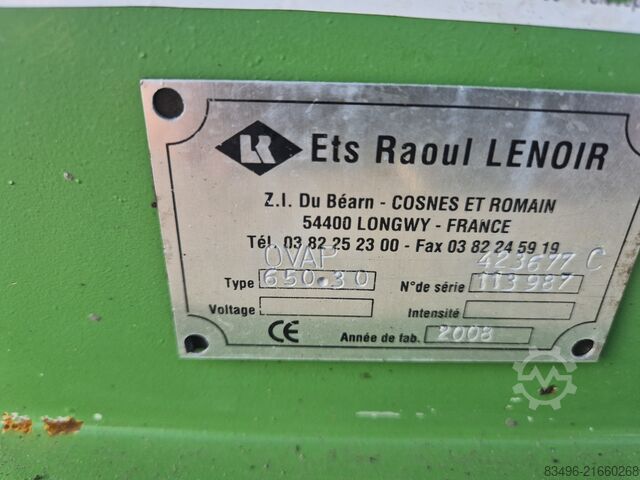 Ets Raoul LENOIR
Z.I. Du Béarn - COSNES ET ROMAIN
54400 LONGWY - FRANCE
Tél. 03 82 25 23 00 - Fax 03 82 24 59 19
OVAP 423677 C
Type 650.30 N°de série 113987
Voltage Intensité
CE Année de fab. 2008
83496-21660268